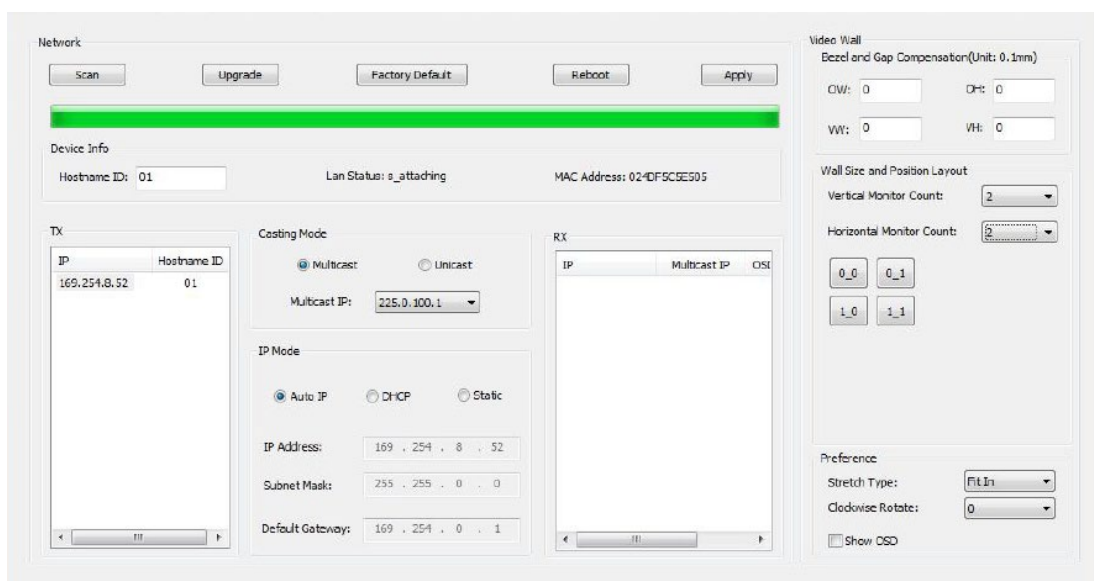 Network
Scan
Upgrade
Factory Default
Reboot
Apply
Device Info
Hostname ID: 01
Lan Status: s_attaching
MAC Address: 024DF5C5E505
TX
IP Hostname ID
169.254.8.52 01
Casting Mode
Multicast Unicast
Multicast IP: 225.0.100.1
IP Mode
Auto IP DHCP Static
IP Address: 169 . 254 . 8 . 52
Subnet Mask: 255 . 255 . 0 . 0
Default Gateway: 169 . 254 . 0 . 1
RX
IP Multicast IP OSD
Video Wall
Bezel and Gap Compensation(Unit: 0.1mm)
OW: 0 OH: 0
VW: 0 VH: 0
Wall Size and Position Layout
Vertical Monitor Count: 2
Horizontal Monitor Count: 2
0_0 0_1
1_0 1_1
Preference
Stretch Type: Fit In
Clockwise Rotate: 0
Show OSD